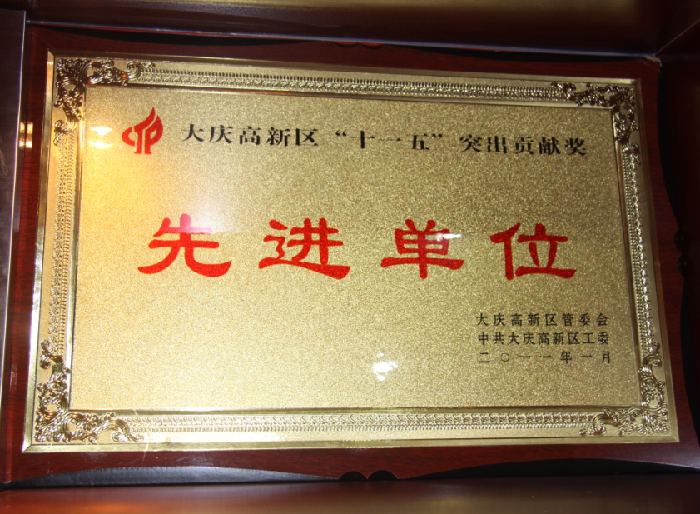 大庆高新区“十一五”突出贡献奖
先进单位
大庆高新区管委会
中共大庆高新区工委
二〇一一年一月